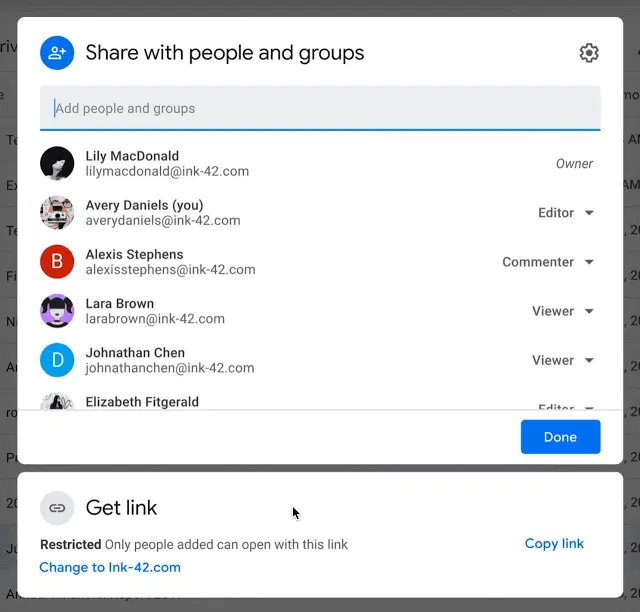 Share with people and groups
Add people and groups
Lily MacDonald
lilymacdonald@ink-42.com
Owner
Avery Daniels (you)
averydaniels@ink-42.com
Editor
B
Alexis Stephens
alexisstephens@ink-42.com
Commenter
Lara Brown
larabrown@ink-42.com
Viewer
D
Johnathan Chen
johnathanchen@ink-42.com
Viewer
Elizabeth Fitgerald
Editor
Done
Get link
Restricted Only people added can open with this link
Copy link
Change to Ink-42.com